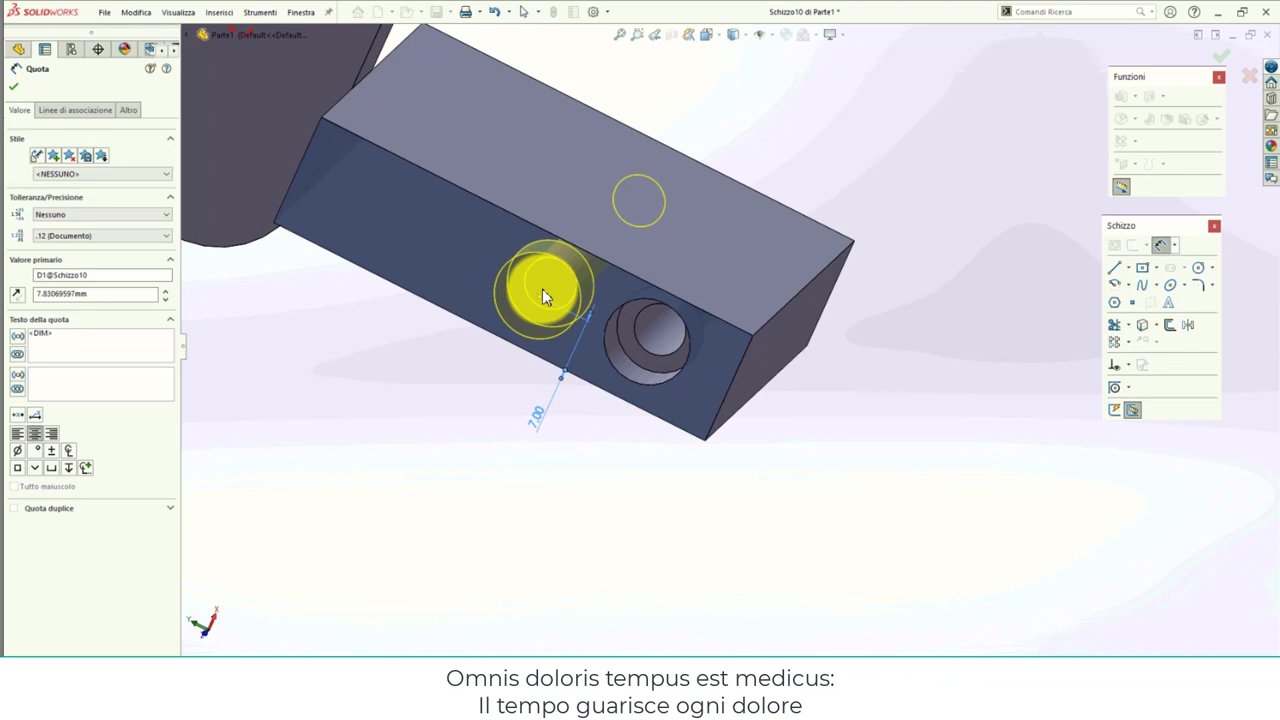 SOLIDWORKS
File
Modifica
Visualizza
Inserisci
Strumenti
Finestra
Schizzo10 di Parte1 *
Comandi Ricerca
Parte1 (Default<<Default...
Quota
Valore
Linee di associazione
Altro
Stile
<NESSUNO>
Tolleranza/Precisione
Nessuno
.12 (Documento)
Valore primario
D1@Schizzo10
7.83069597mm
Testo della quota
<DIM>
Tutto maiuscolo
Quota duplice
7.00
Funzioni
Schizzo
Omnis doloris tempus est medicus:
Il tempo guarisce ogni dolore